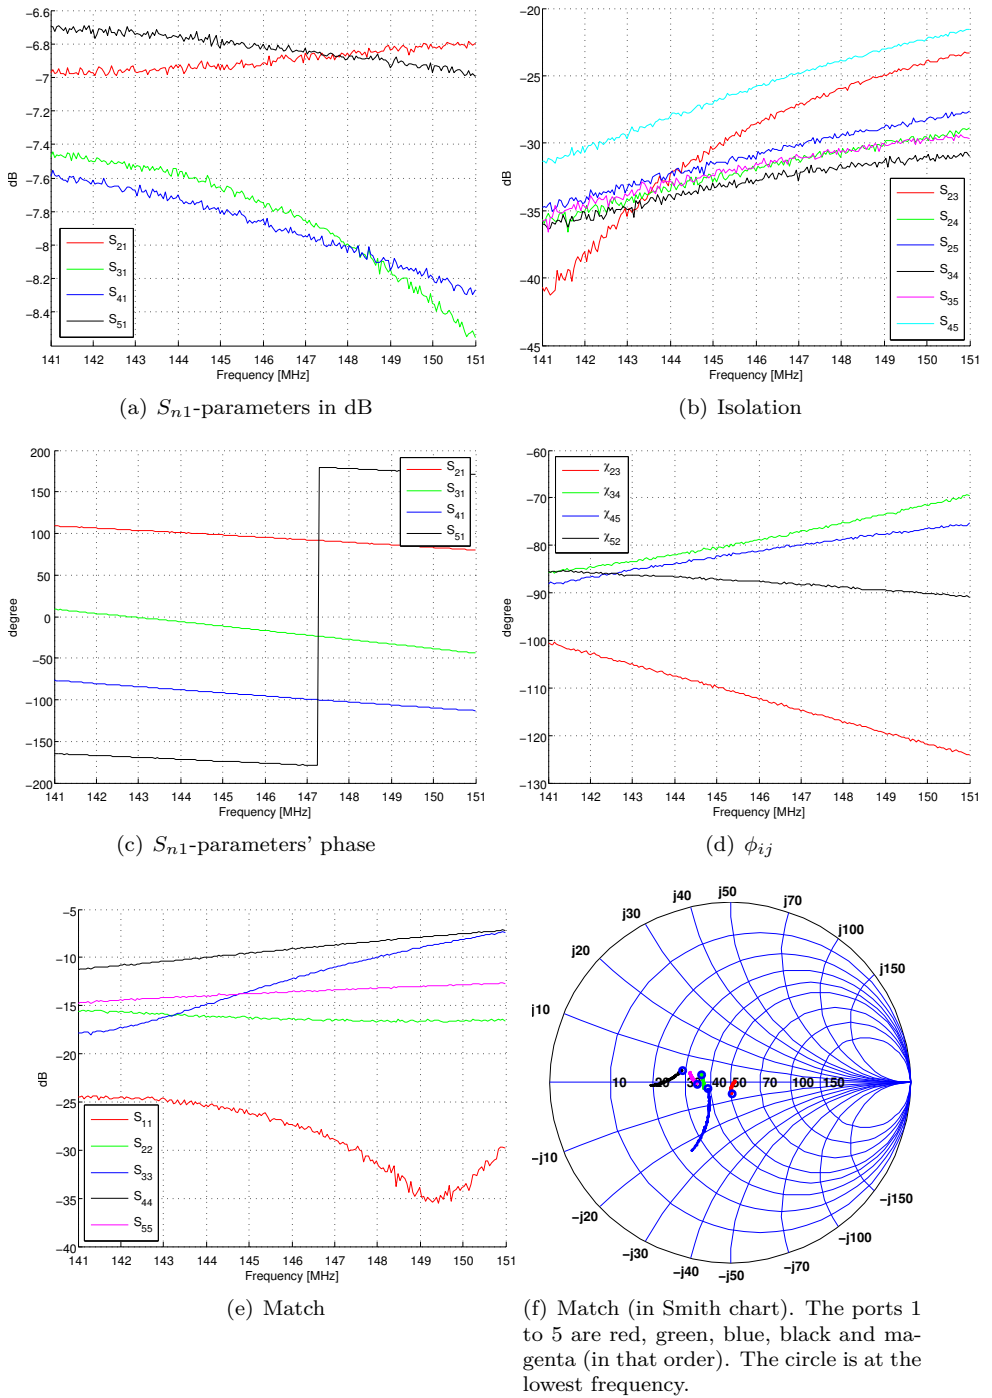 −6.6
−6.8
−7
−7.2
−7.4
−7.6
−7.8
−8
−8.2
−8.4
dB
S21
S31
S41
S51
141 142 143 144 145 146 147 148 149 150 151
Frequency [MHz]
(a) Sn1-parameters in dB
−20
−25
−30
−35
−40
−45
dB
S23
S24
S25
S34
S35
S45
141 142 143 144 145 146 147 148 149 150 151
Frequency [MHz]
(b) Isolation
200
150
100
50
0
−50
−100
−150
−200
degree
S21
S31
S41
S51
141 142 143 144 145 146 147 148 149 150 151
Frequency [MHz]
(c) Sn1-parameters' phase
−60
−70
−80
−90
−100
−110
−120
−130
degree
χ23
χ34
χ45
χ52
141 142 143 144 145 146 147 148 149 150 151
Frequency [MHz]
(d) ϕij
−5
−10
−15
−20
−25
−30
−35
−40
dB
S11
S22
S33
S44
S55
141 142 143 144 145 146 147 148 149 150 151
Frequency [MHz]
(e) Match
j50
j40
j70
j30
j100
j20
j150
j10
10 20 30 40 50 70 100 150
−j10
−j150
−j20
−j100
−j30
−j70
−j40
−j50
(f) Match (in Smith chart). The ports 1
to 5 are red, green, blue, black and ma-
genta (in that order). The circle is at the
lowest frequency.